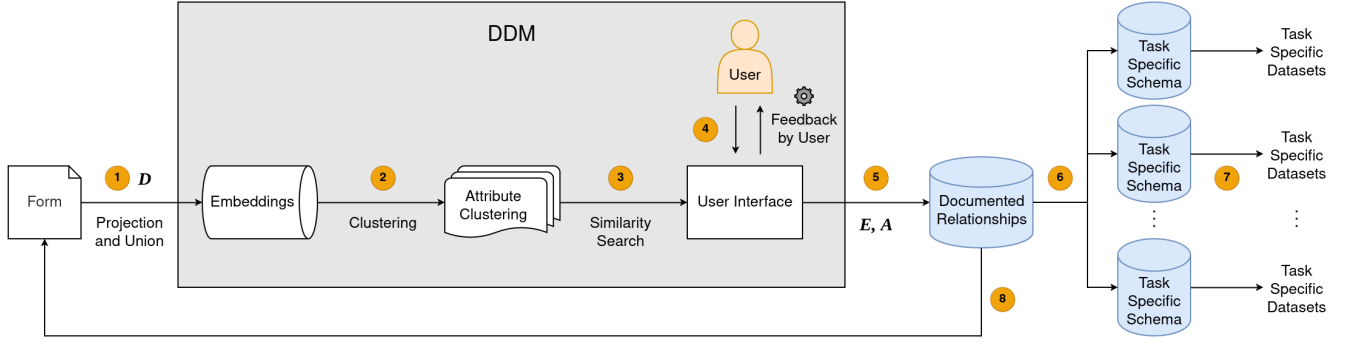 DDM
User
4
Feedback
by User
Form
1
D
Projection
and Union
Embeddings
2
Clustering
Attribute
Clustering
3
Similarity
Search
User Interface
5
E, A
Documented
Relationships
6
8
Task
Specific
Schema
Task
Specific
Datasets
Task
Specific
Schema
7
Task
Specific
Datasets
Task
Specific
Schema
Task
Specific
Datasets